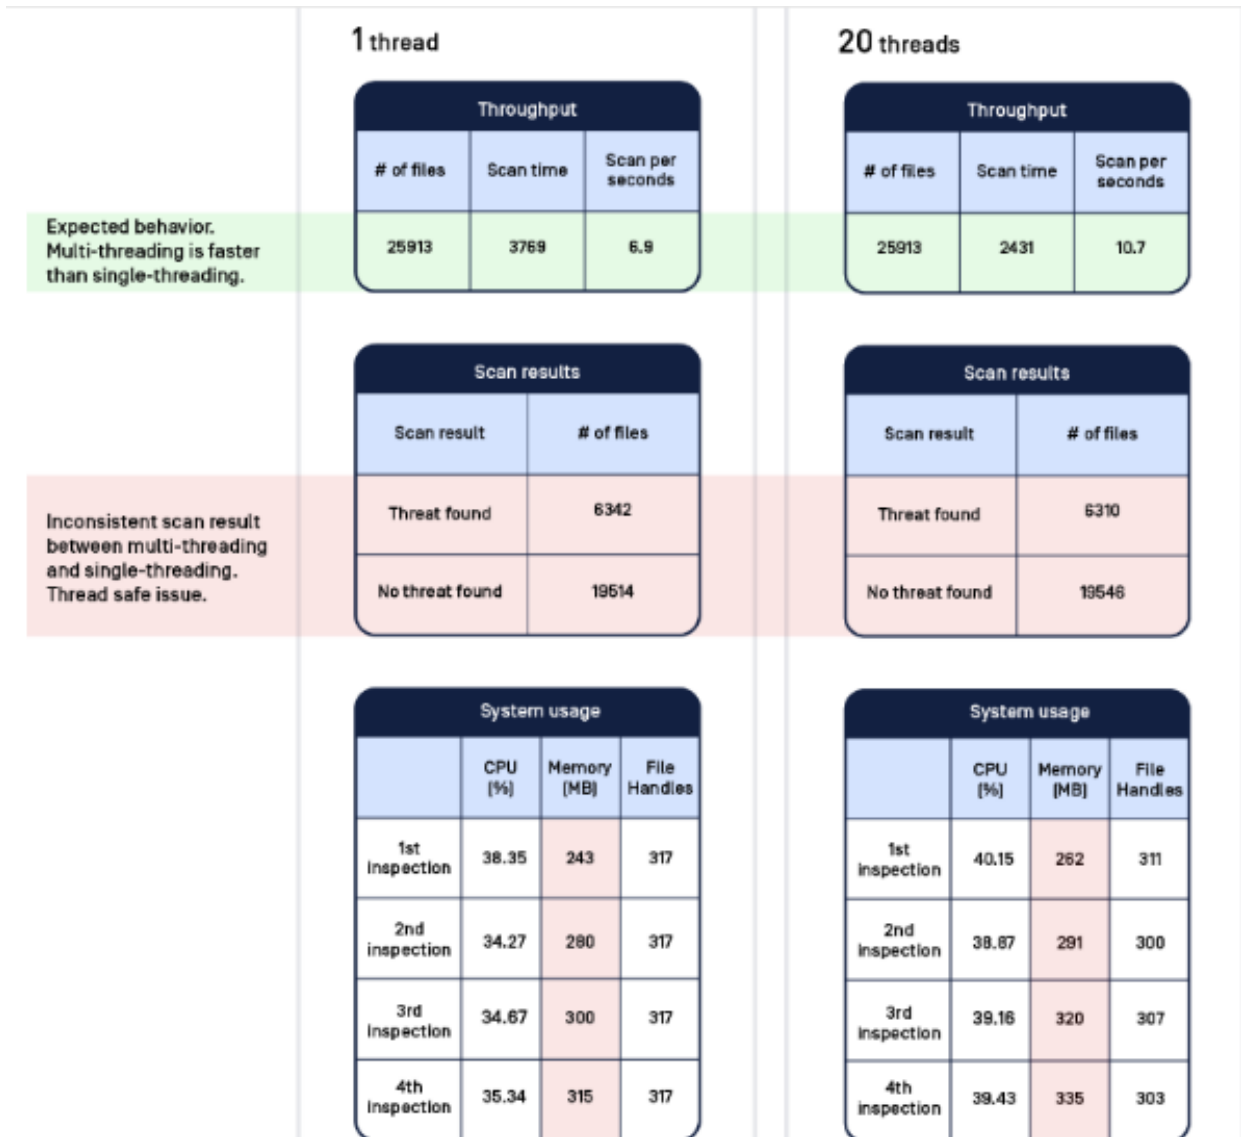 1 thread
20 threads
Throughput
# of files
Scan time
Scan per
seconds
25913
3769
6.9
Throughput
# of files
Scan time
Scan per
seconds
25913
2431
10.7
Expected behavior.
Multi-threading is faster
than single-threading.
Scan results
Scan result
# of files
Threat found
6342
No threat found
19514
Scan results
Scan result
# of files
Threat found
6310
No threat found
19546
Inconsistent scan result
between multi-threading
and single-threading.
Thread safe issue.
System usage
CPU
(%)
Memory
(MB)
File
Handles
1st
inspection
38.35
243
317
2nd
inspection
34.27
280
317
3rd
inspection
34.67
300
317
4th
inspection
35.34
315
317
System usage
CPU
(%)
Memory
(MB)
File
Handles
1st
inspection
40.15
262
311
2nd
inspection
38.87
291
300
3rd
inspection
39.16
320
307
4th
inspection
39.43
335
303